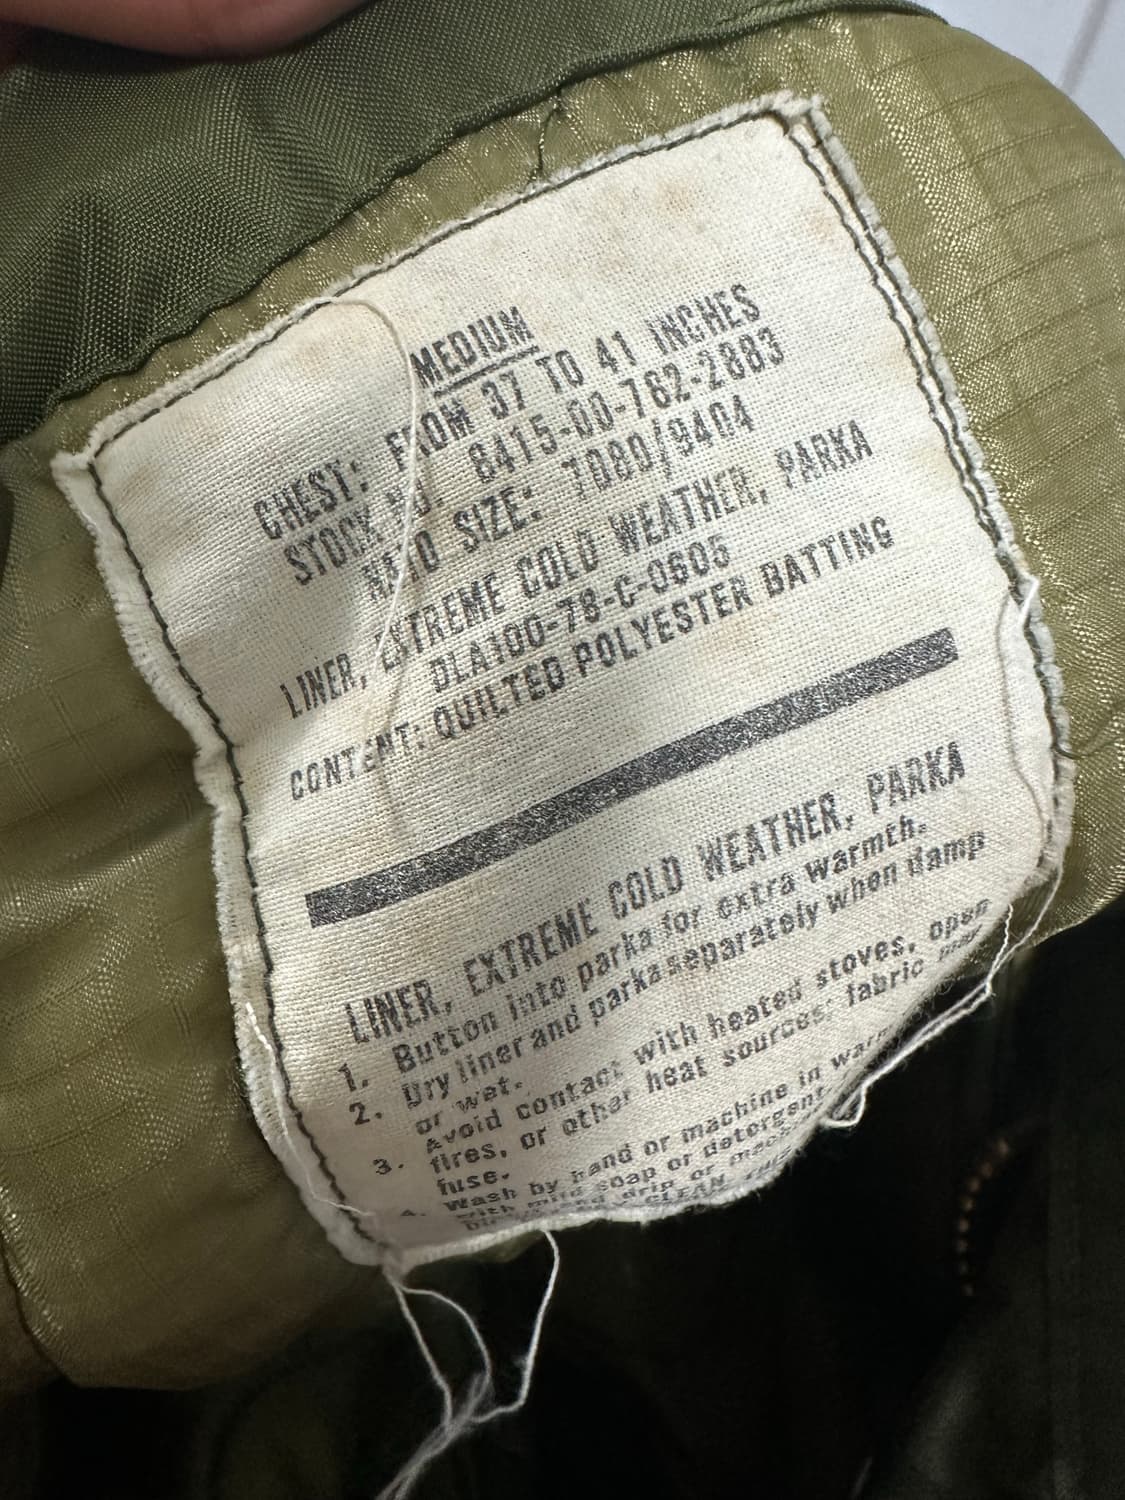 MEDIUM
CHEST: FROM 37 TO 41 INCHES
STOCK NO. 8415-00-782-2883
NATO SIZE: 7080/9404
LINER, EXTREME COLD WEATHER, PARKA
DLA100-78-C-0605
CONTENT: QUILTED POLYESTER BATTING
LINER, EXTREME COLD WEATHER, PARKA
1. Button into parka for extra warmth.
2. Dry liner and parka separately when damp
or wet.
3. Avoid contact with heated stoves, open
fires, or other heat sources; fabric may
fuse.
4. Wash by hand or machine in warm
with mild soap or detergent
drip or
CLEAN THIS